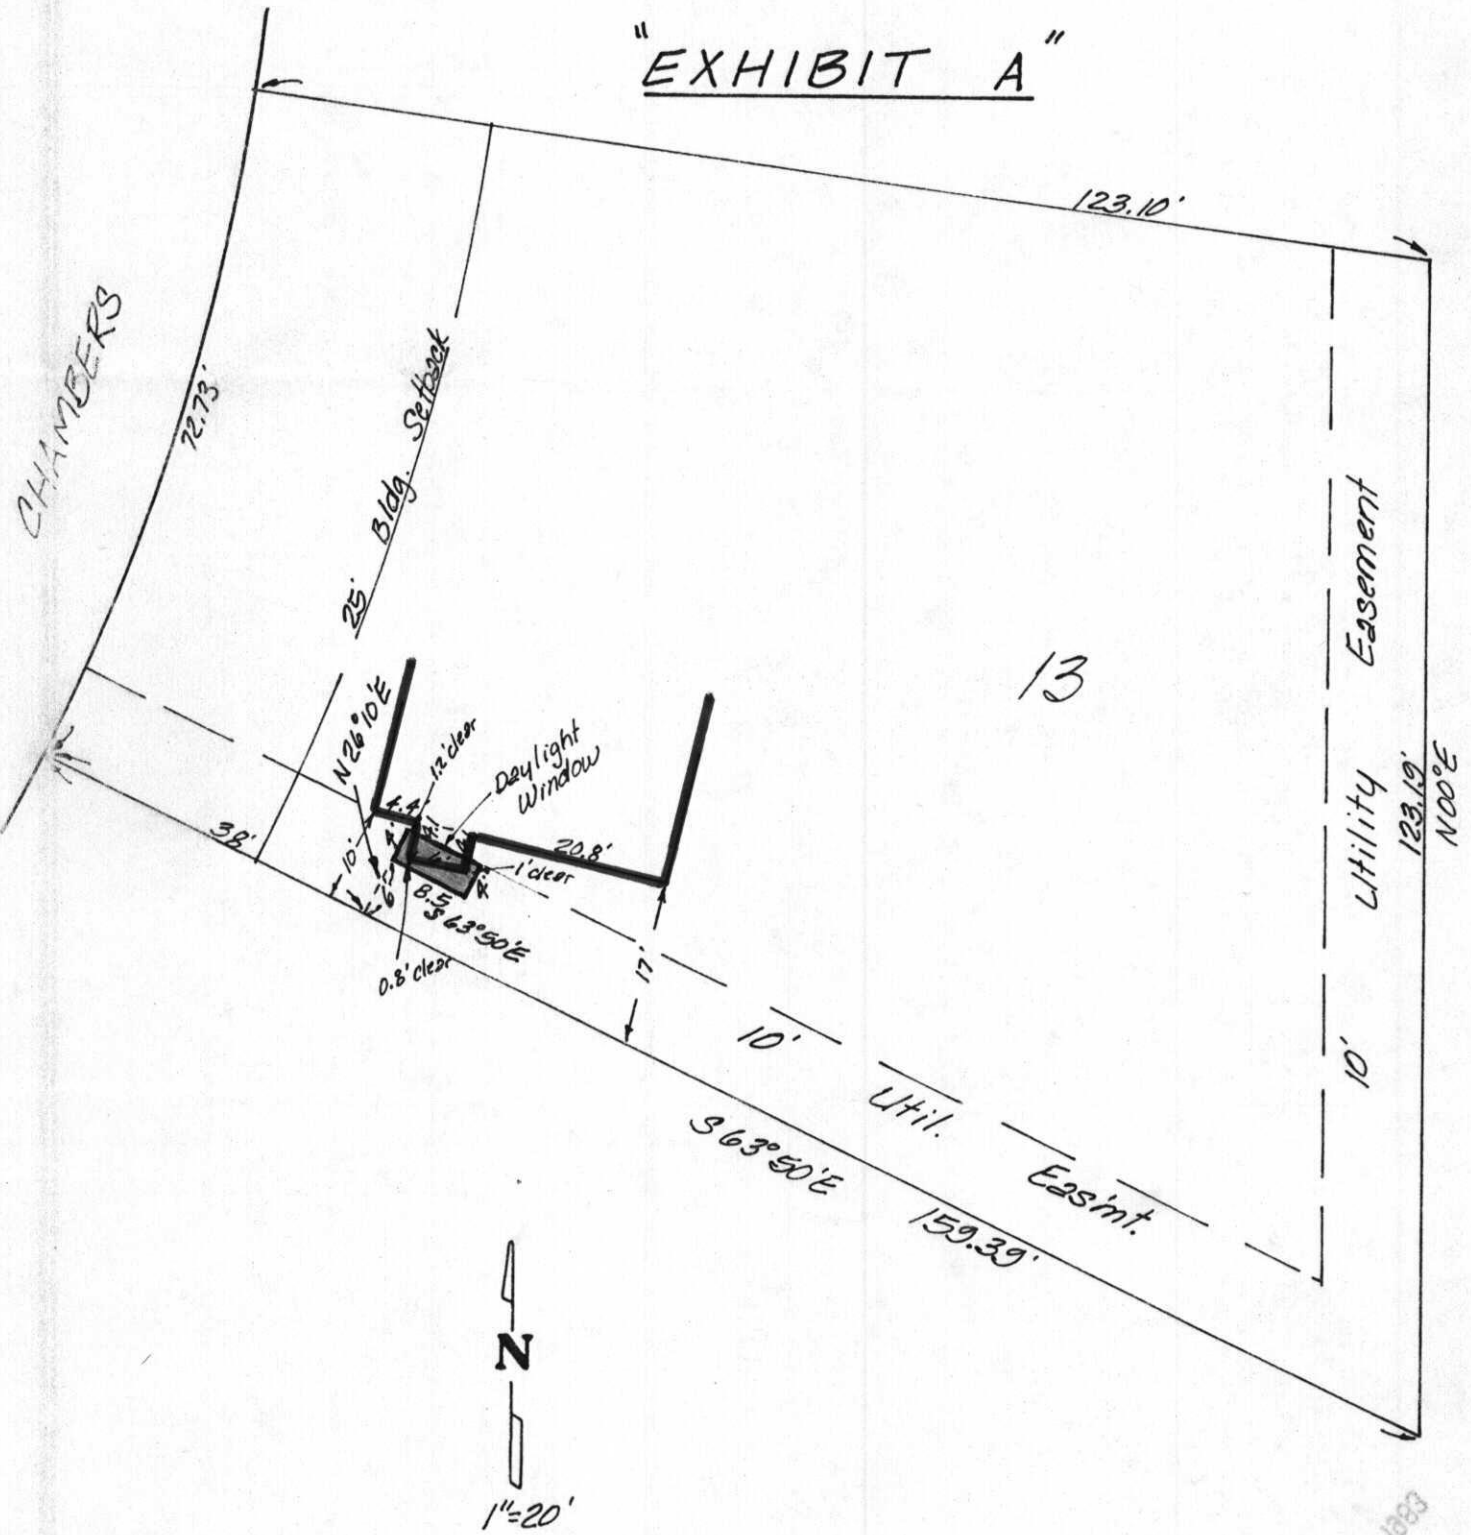 "EXHIBIT A"
123.10'
CHAMBERS
72.73'
25' Bldg. Setback
13
10' Utility Easement
123.19'
N00°E
N26°10'E
1.2'clear
Daylight
Window
4.4'
20.8'
38'
10'
4'
1'clear
8.5'
S63°50'E
0.8'clear
17'
10' Util. Eas'mt.
S63°50'E
159.39'
N
1"=20'